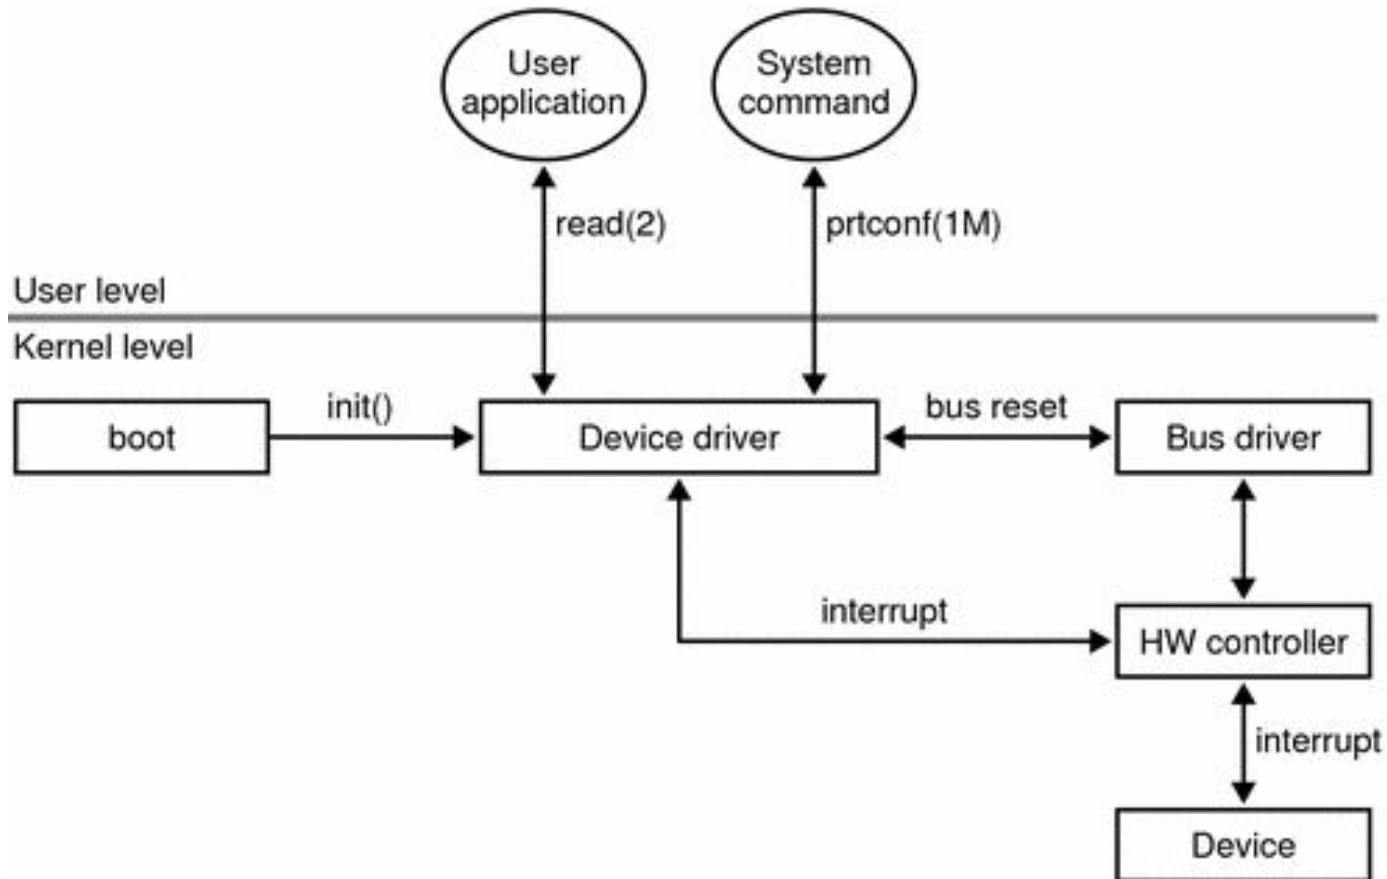 User
application
System
command
read(2)
prtconf(1M)
User level
Kernel level
boot
init()
Device driver
bus reset
Bus driver
interrupt
HW controller
interrupt
Device